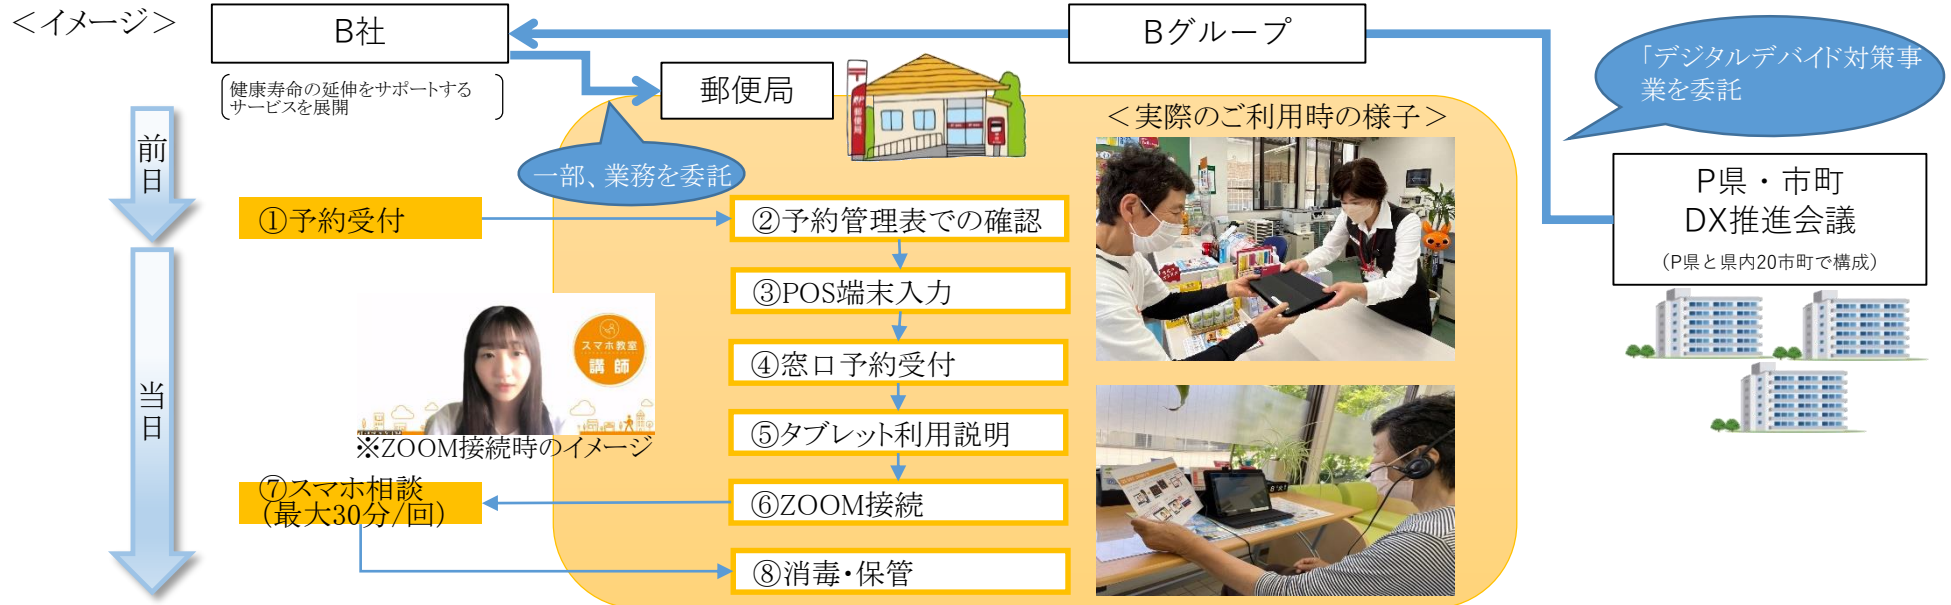 ＜イメージ＞
B社
Bグループ
健康寿命の延伸をサポートする
サービスを展開
郵便局
〒
郵便局
「デジタルデバイド対策事
業を委託
一部、業務を委託
＜実際のご利用時の様子＞
P県・市町
DX推進会議
（P県と県内20市町で構成）
前日
①予約受付
②予約管理表での確認
③POS端末入力
④窓口予約受付
⑤タブレット利用説明
⑥ZOOM接続
当日
スマホ教室
講師
※ZOOM接続時のイメージ
⑦スマホ相談
（最大30分/回）
⑧消毒・保管